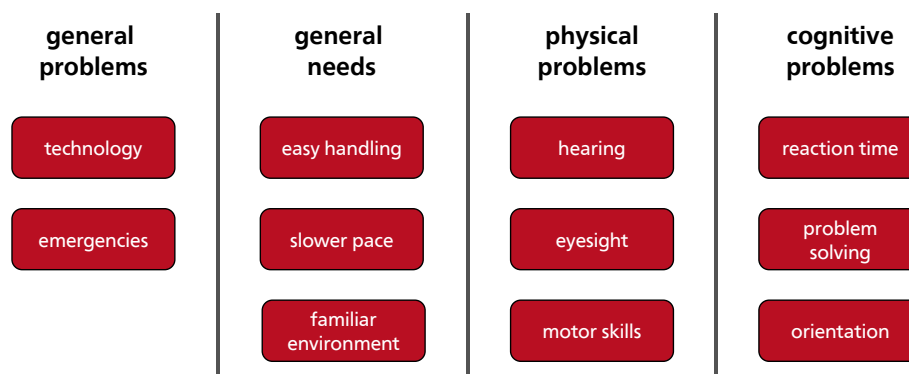 general
problems
technology
emergencies
general
needs
easy handling
slower pace
familiar
environment
physical
problems
hearing
eyesight
motor skills
cognitive
problems
reaction time
problem
solving
orientation